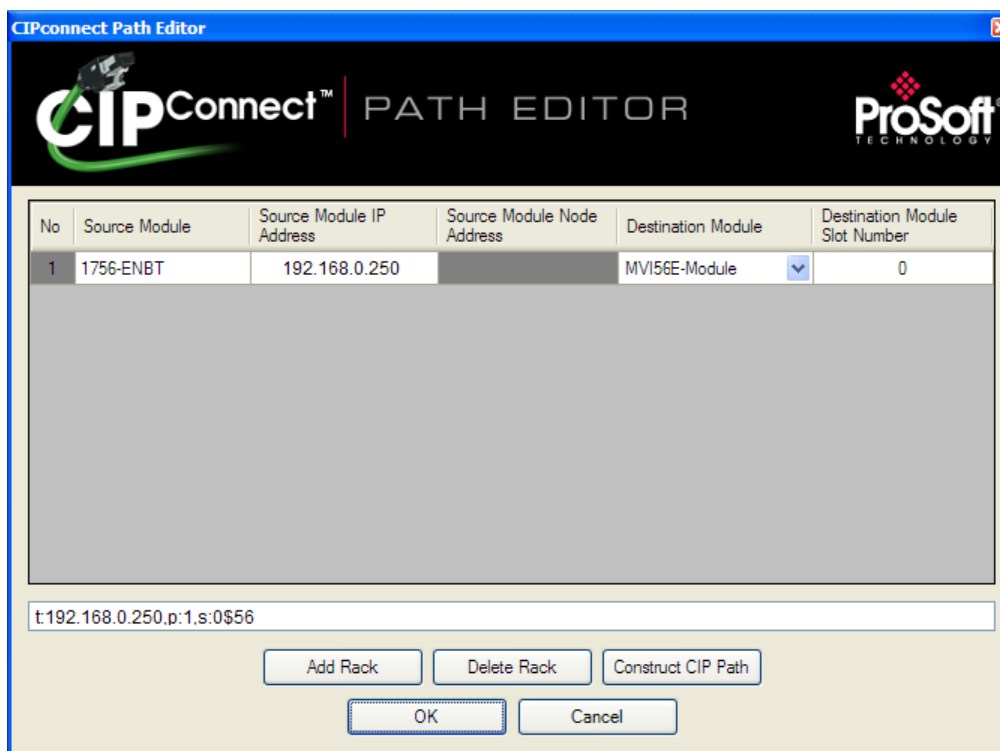 CIPconnect Path Editor
CIPConnect™ PATH EDITOR
ProSoft®
TECHNOLOGY
No
Source Module
Source Module IP
Address
Source Module Node
Address
Destination Module
Destination Module
Slot Number
1
1756-ENBT
192.168.0.250
MVI56E-Module
0
t:192.168.0.250,p:1,s:0$56
Add Rack
Delete Rack
Construct CIP Path
OK
Cancel